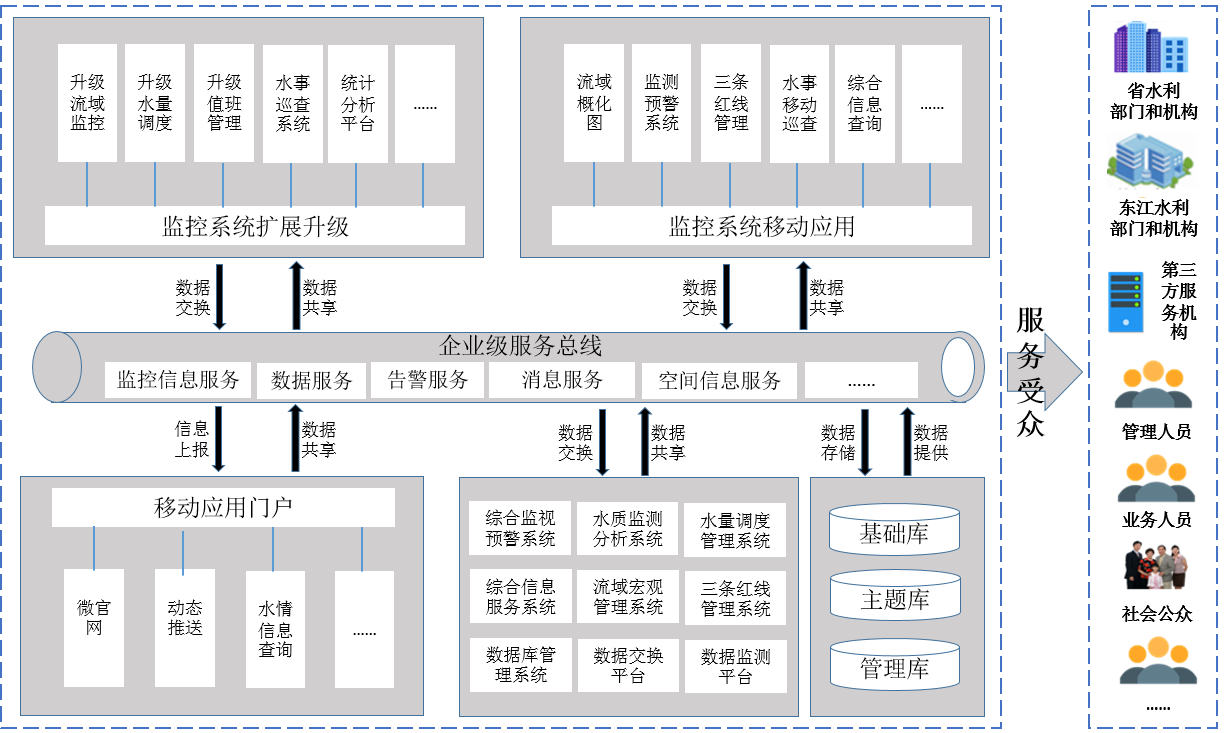 升级
流域
监控
升级
水量
调度
升级
值班
管理
水事
巡查
系统
统计
分析
平台
......
监控系统扩展升级
流域
概化
图
监测
预警
系统
三条
红线
管理
水事
移动
巡查
综合
信息
查询
......
监控系统移动应用
数据
交换
数据
共享
数据
交换
数据
共享
企业级服务总线
监控信息服务
数据服务
告警服务
消息服务
空间信息服务
......
信息
上报
数据
共享
数据
交换
数据
共享
数据
存储
数据
提供
移动应用门户
微官
网
动态
推送
水情
信息
查询
......
综合监视
预警系统
水质监测
分析系统
水量调度
管理系统
综合信息
服务系统
流域宏观
管理系统
三条红线
管理系统
数据库管
理系统
数据交换
平台
数据监测
平台
基础库
主题库
管理库
服
务
受
众
省水利
部门和机构
东江水利
部门和机构
第三
方服
务机
构
管理人员
业务人员
社会公众
......